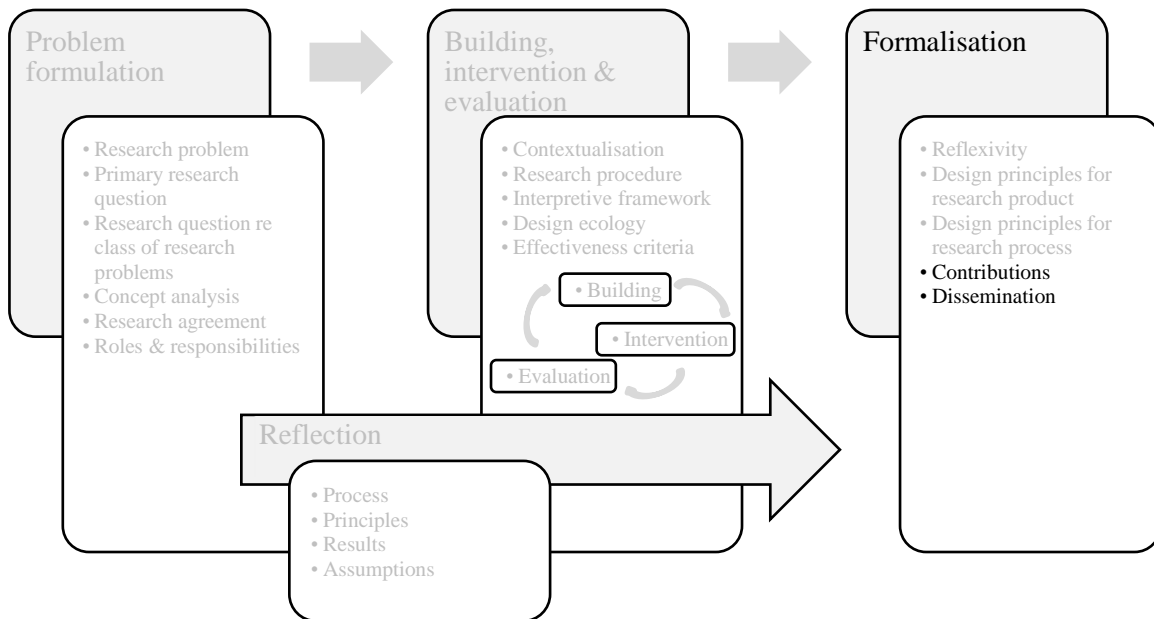 Problem
formulation
• Research problem
• Primary research
question
• Research question re
class of research
problems
• Concept analysis
• Research agreement
• Roles & responsibilities
Building,
intervention &
evaluation
• Contextualisation
• Research procedure
• Interpretive framework
• Design ecology
• Effectiveness criteria
• Building
• Intervention
• Evaluation
Formalisation
• Reflexivity
• Design principles for
research product
• Design principles for
research process
• Contributions
• Dissemination
Reflection
• Process
• Principles
• Results
• Assumptions